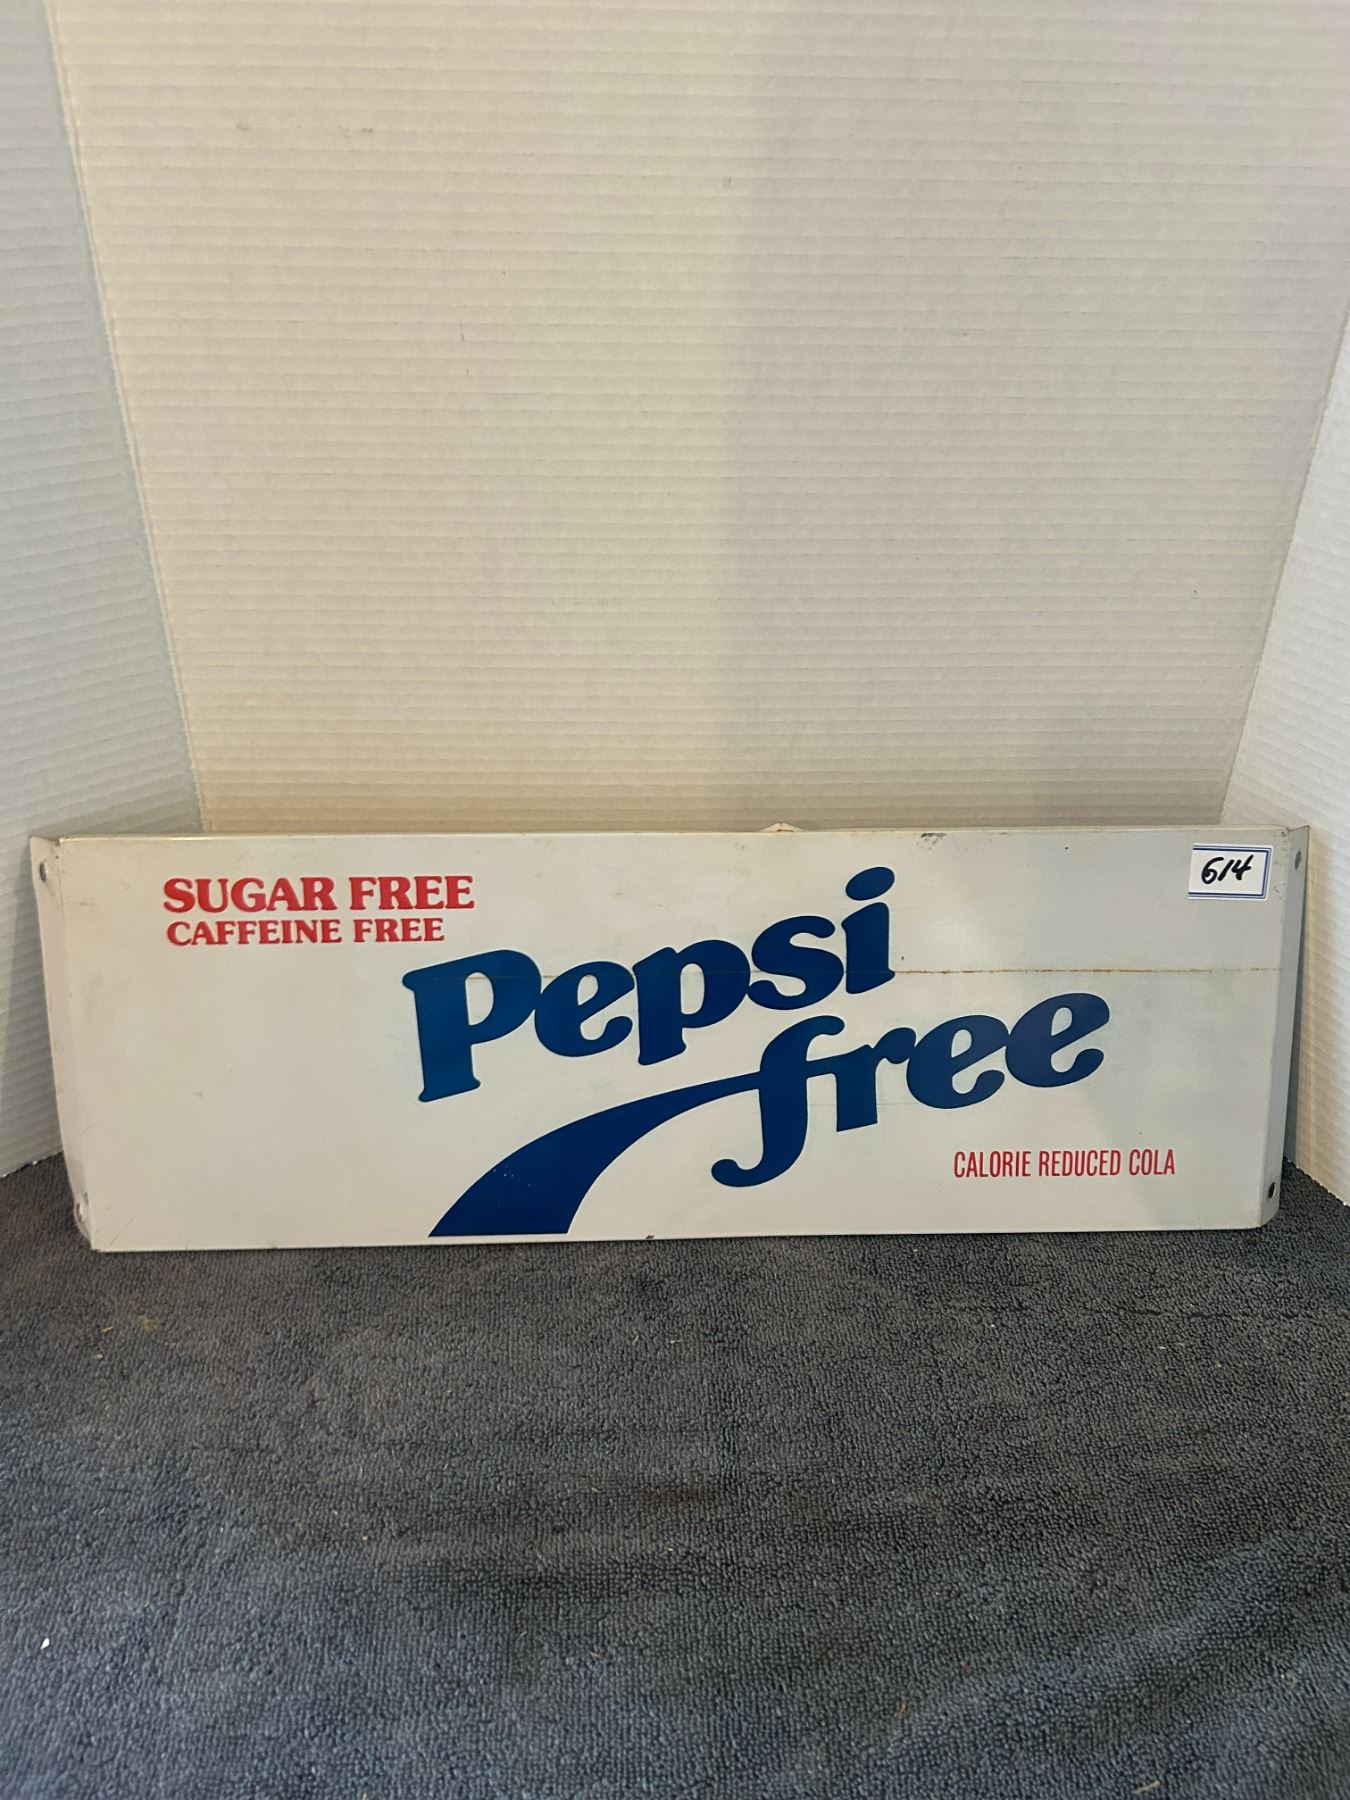 614
SUGAR FREE
CAFFEINE FREE
Pepsi
free
CALORIE REDUCED COLA